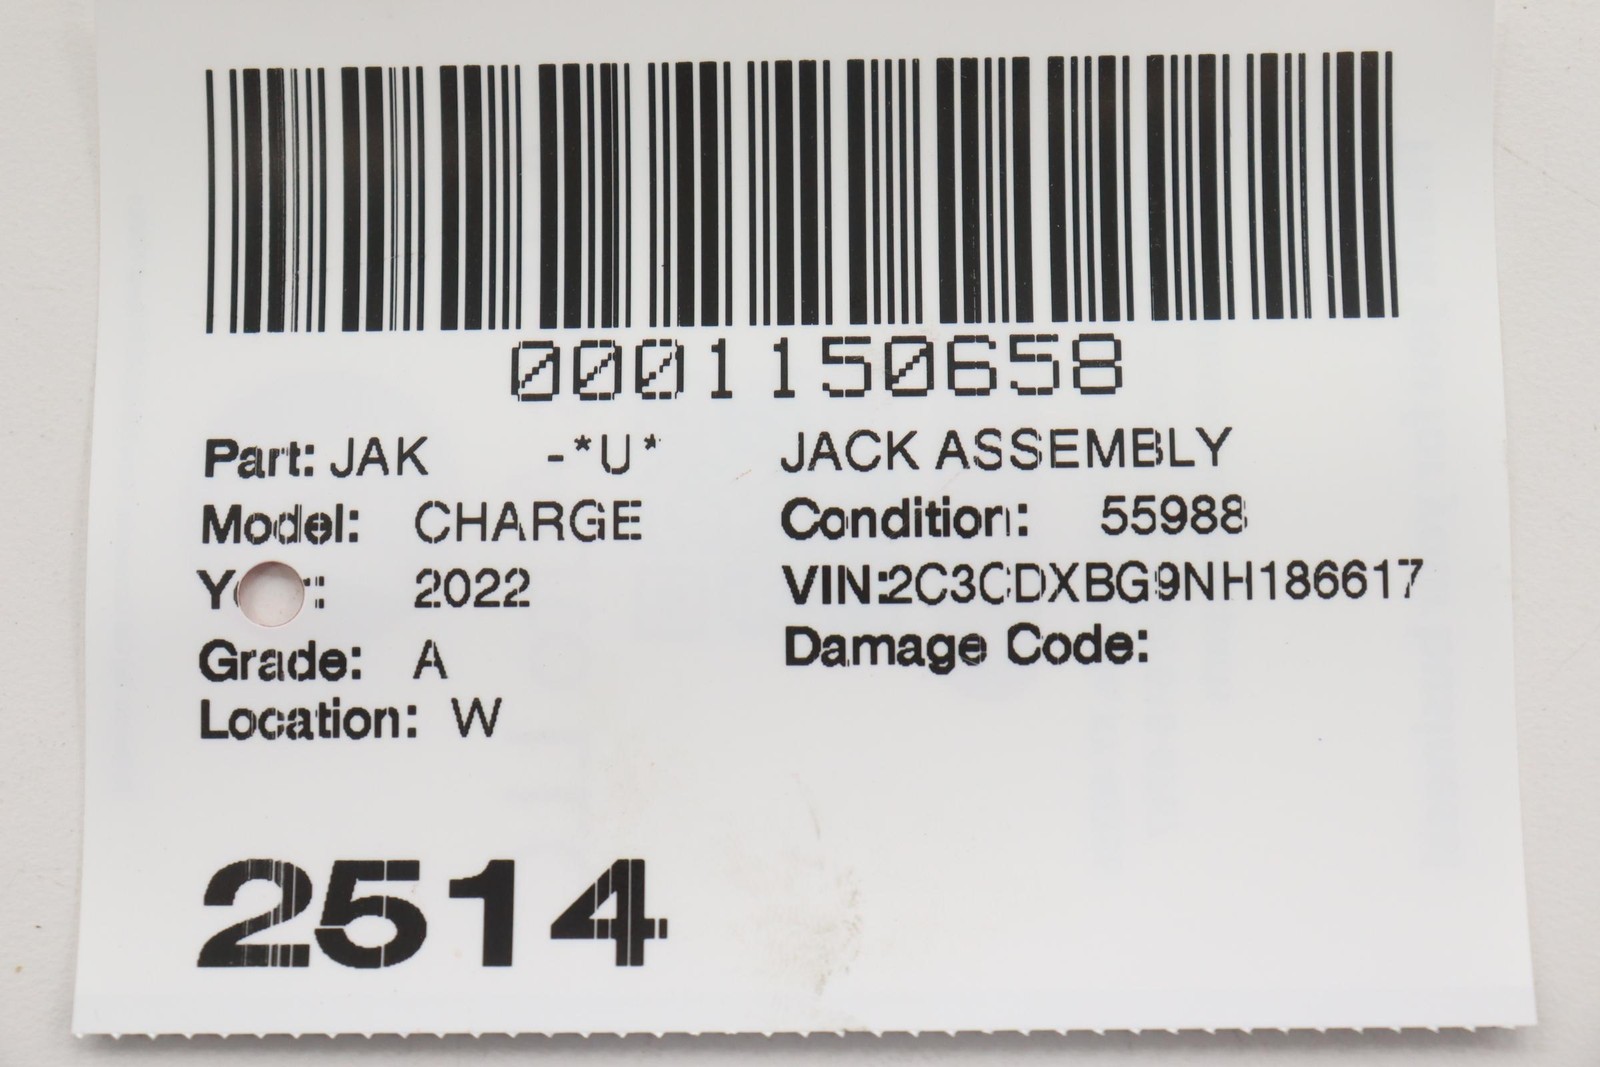 0001150658
Part: JAK -*U* JACK ASSEMBLY
Model: CHARGE Condition: 55988
2022 VIN:2C3CDXBG9NH186617
Grade: A Damage Code:
Location: W
2514